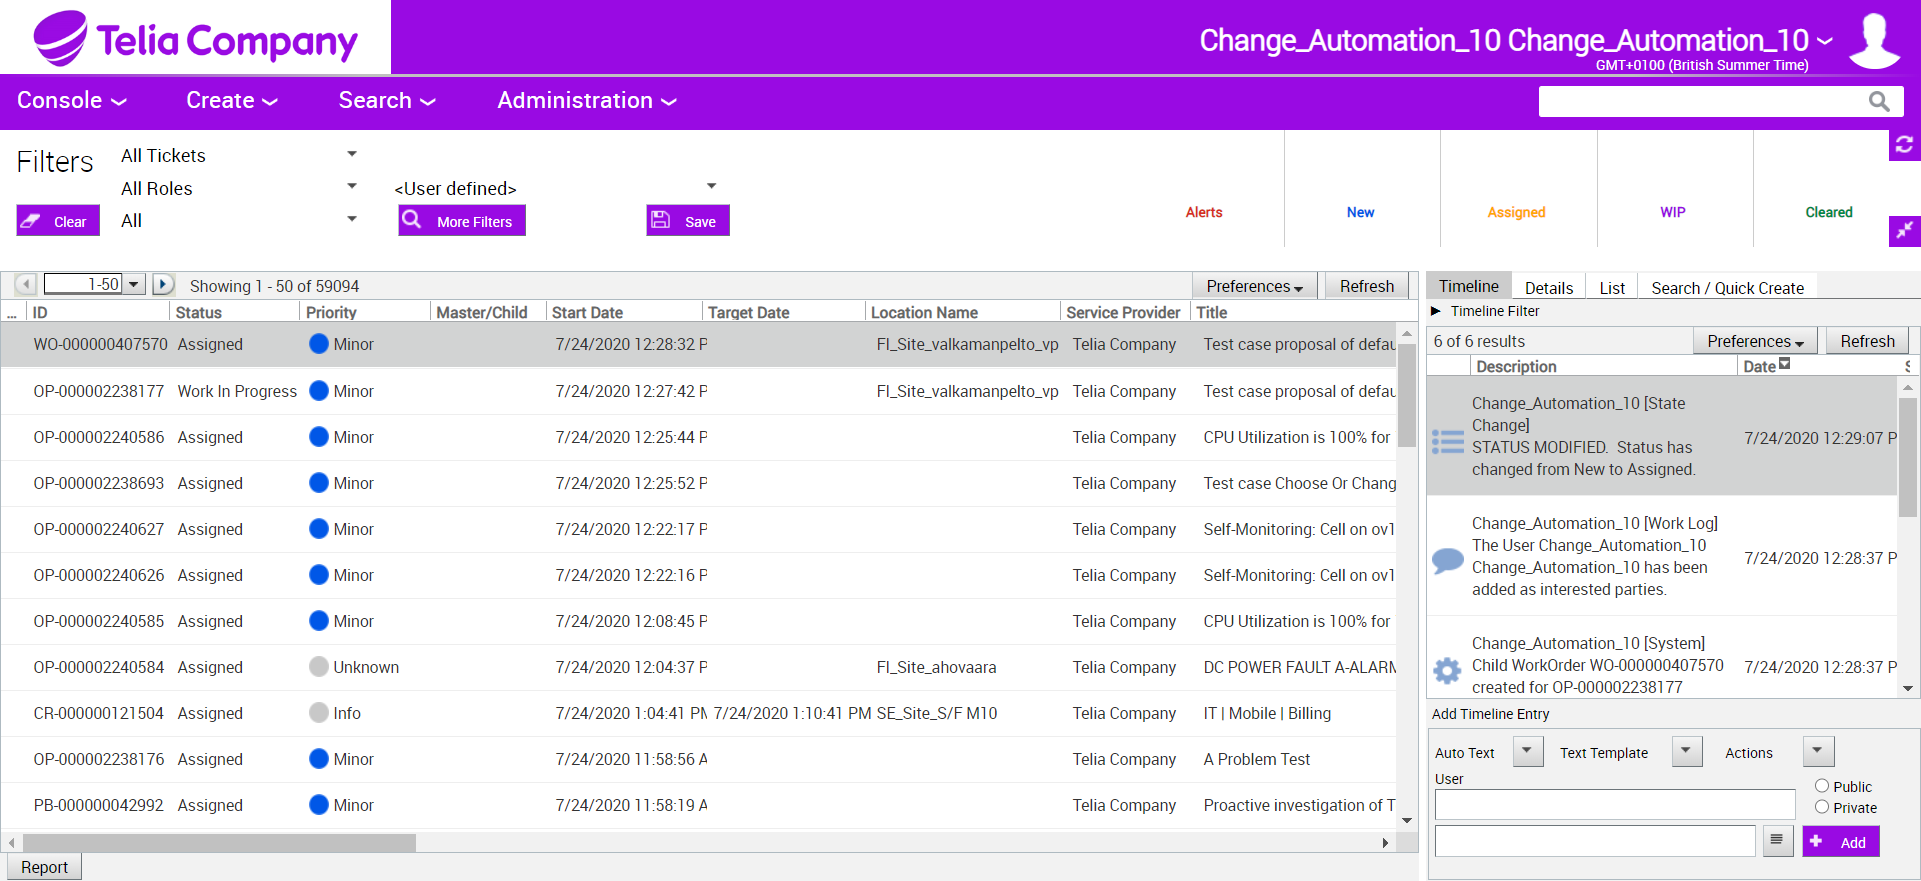 Telia Company
Change_Automation_10 Change_Automation_10
GMT+0100 (British Summer Time)
Console Create Search Administration
Filters
All Tickets
All Roles
<User defined>
Clear
All
More Filters
Save
Alerts New Assigned WIP Cleared
1-50
Showing 1 - 50 of 59094
Preferences
Refresh
... ID Status Priority Master/Child Start Date Target Date Location Name Service Provider Title
WO-000000407570 Assigned Minor 7/24/2020 12:28:32 P FI_Site_valkamanpelto_vp Telia Company Test case proposal of defau
OP-000002238177 Work In Progress Minor 7/24/2020 12:27:42 P FI_Site_valkamanpelto_vp Telia Company Test case proposal of defau
OP-000002240586 Assigned Minor 7/24/2020 12:25:44 P Telia Company CPU Utilization is 100% for
OP-000002238693 Assigned Minor 7/24/2020 12:25:52 P Telia Company Test case Choose Or Chang
OP-000002240627 Assigned Minor 7/24/2020 12:22:17 P Telia Company Self-Monitoring: Cell on ov1
OP-000002240626 Assigned Minor 7/24/2020 12:22:16 P Telia Company Self-Monitoring: Cell on ov1
OP-000002240585 Assigned Minor 7/24/2020 12:08:45 P Telia Company CPU Utilization is 100% for
OP-000002240584 Assigned Unknown 7/24/2020 12:04:37 P FI_Site_ahovaara Telia Company DC POWER FAULT A-ALARM
CR-000000121504 Assigned Info 7/24/2020 1:04:41 PM 7/24/2020 1:10:41 PM SE_Site_S/F M10 Telia Company IT | Mobile | Billing
OP-000002238176 Assigned Minor 7/24/2020 11:58:56 A Telia Company A Problem Test
PB-000000042992 Assigned Minor 7/24/2020 11:58:19 A Telia Company Proactive investigation of T
Report
Timeline Details List Search / Quick Create
Timeline Filter
6 of 6 results
Preferences
Refresh
Description Date S
Change_Automation_10 [State
Change]
STATUS MODIFIED. Status has
changed from New to Assigned.
7/24/2020 12:29:07 P
Change_Automation_10 [Work Log]
The User Change_Automation_10
Change_Automation_10 has been
added as interested parties.
7/24/2020 12:28:37 P
Change_Automation_10 [System]
Child WorkOrder WO-000000407570
created for OP-000002238177
7/24/2020 12:28:37 P
Add Timeline Entry
Auto Text Text Template Actions
User
Public
Private
Add